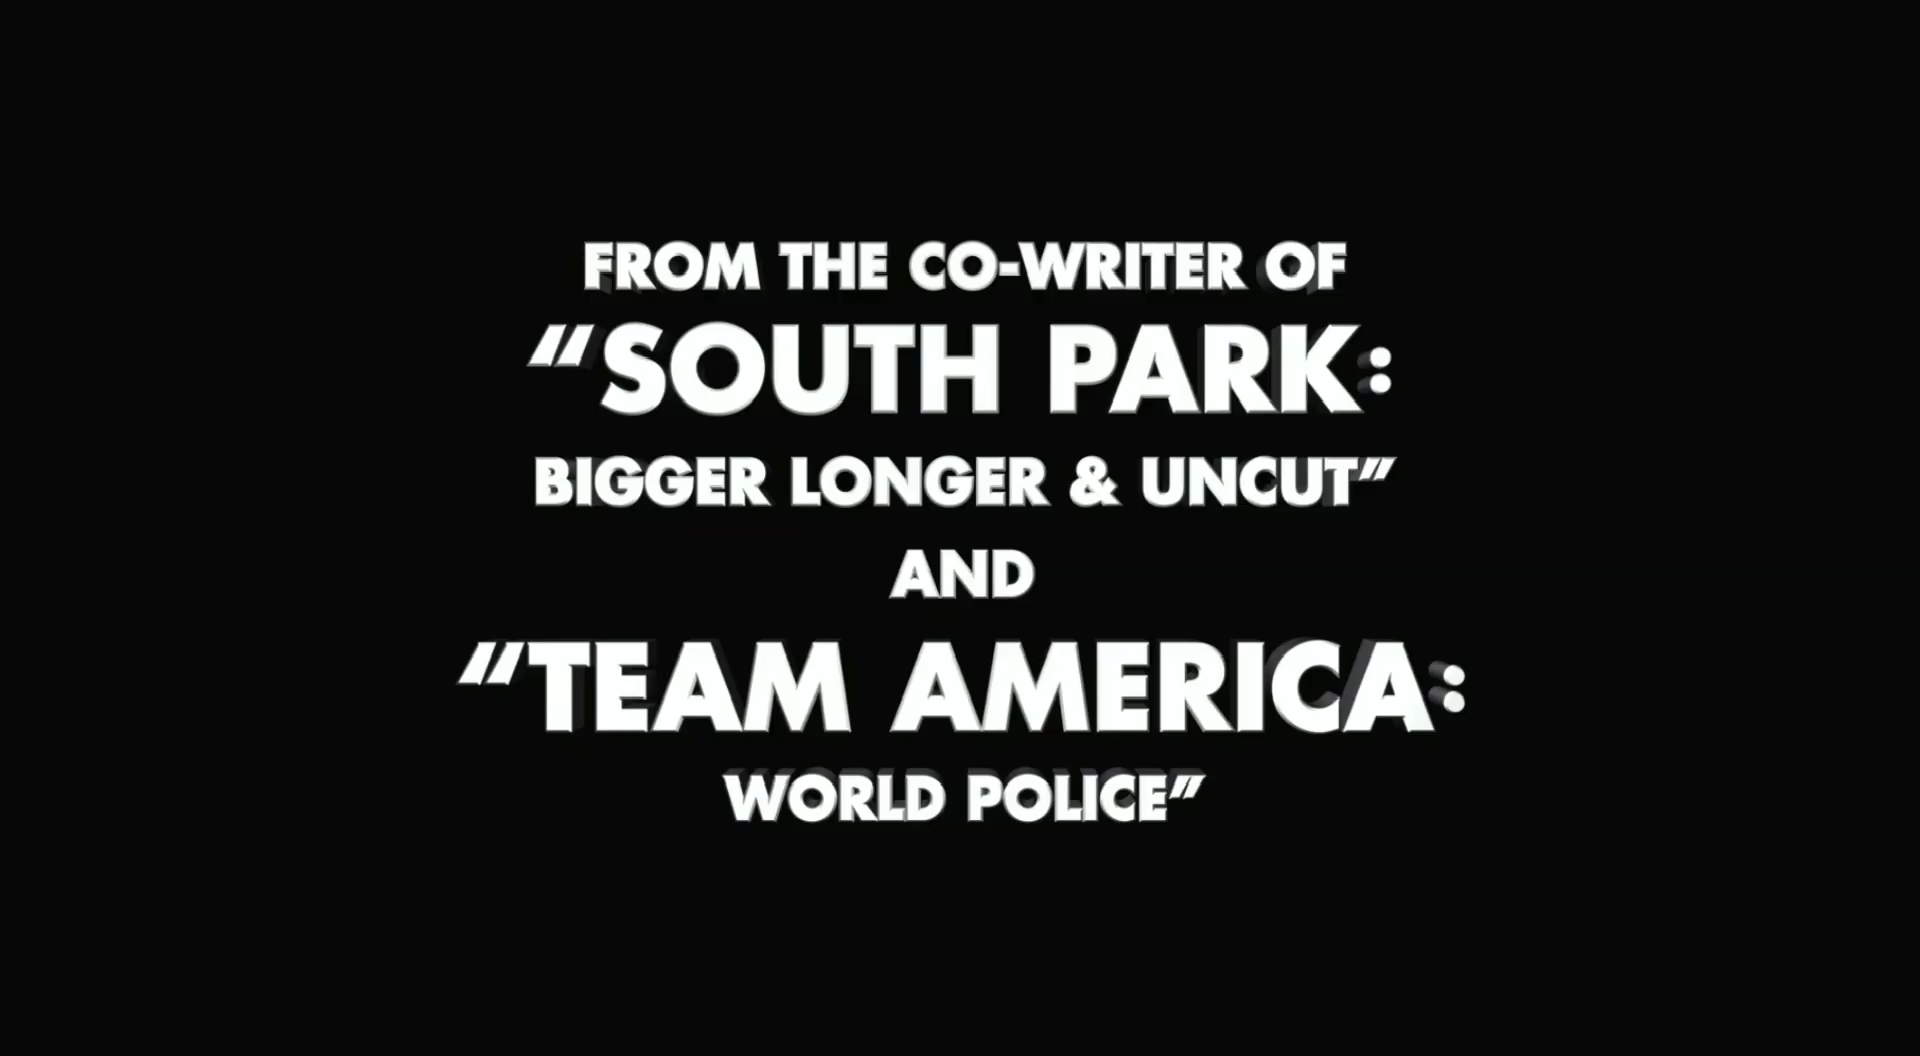 FROM THE CO-WRITER OF
“SOUTH PARK:
BIGGER LONGER & UNCUT”
AND
“TEAM AMERICA:
WORLD POLICE”